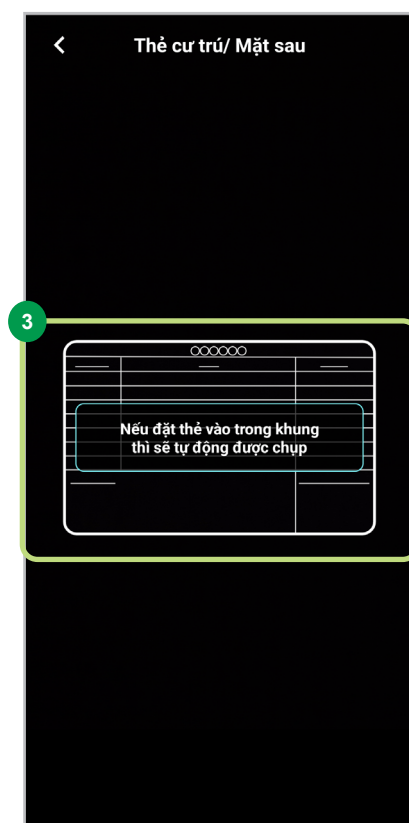 Thẻ cư trú/ Mặt sau
3
○○○○○○
Nếu đặt thẻ vào trong khung
thì sẽ tự động được chụp